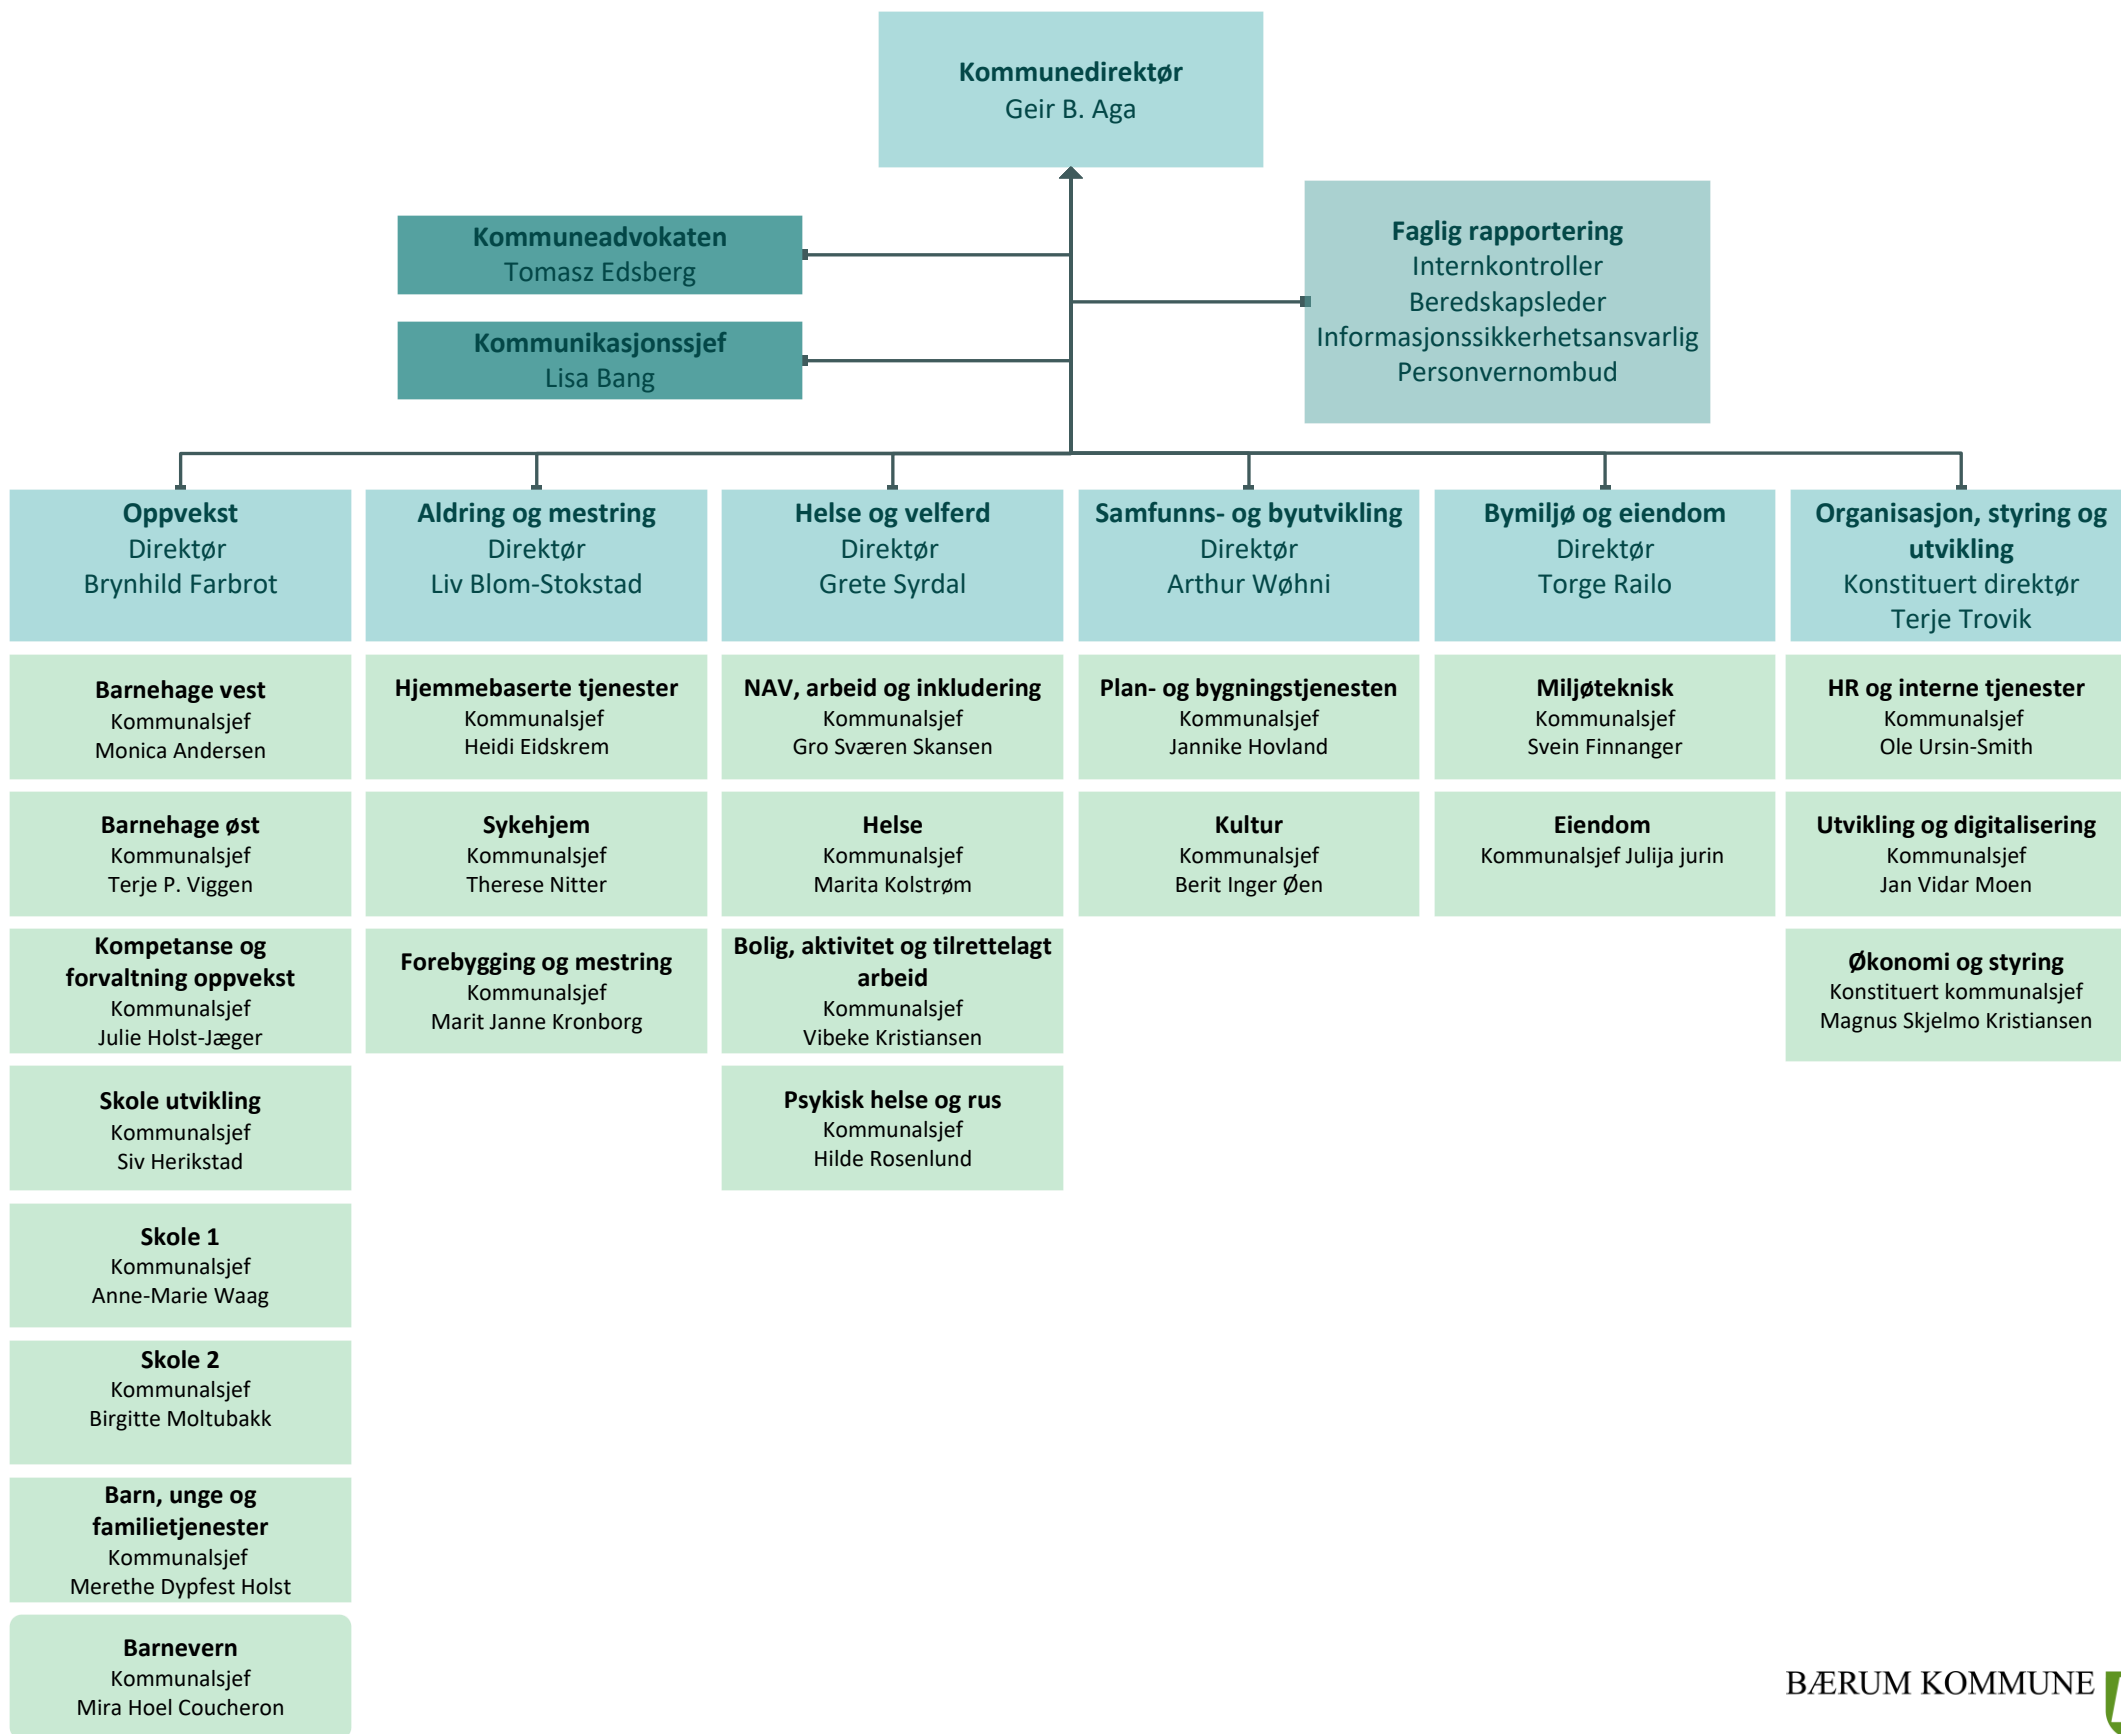 Kommunedirektør
Geir B. Aga
Kommuneadvokaten
Tomasz Edsberg
Kommunikasjonssjef
Lisa Bang
Faglig rapportering
Internkontroller
Beredskapsleder
Informasjonssikkerhetsansvarlig
Personvernombud
Oppvekst
Direktør
Brynhild Farbrot
Barnehage vest
Kommunalsjef
Monica Andersen
Barnehage øst
Kommunalsjef
Terje P. Viggen
Kompetanse og
forvaltning oppvekst
Kommunalsjef
Julie Holst-Jæger
Skole utvikling
Kommunalsjef
Siv Herikstad
Skole 1
Kommunalsjef
Anne-Marie Waag
Skole 2
Kommunalsjef
Birgitte Moltubakk
Barn, unge og
familietjenester
Kommunalsjef
Merethe Dypfest Holst
Barnevern
Kommunalsjef
Mira Hoel Coucheron
Aldring og mestring
Direktør
Liv Blom-Stokstad
Hjemmebaserte tjenester
Kommunalsjef
Heidi Eidskrem
Sykehjem
Kommunalsjef
Therese Nitter
Forebygging og mestring
Kommunalsjef
Marit Janne Kronborg
Helse og velferd
Direktør
Grete Syrdal
NAV, arbeid og inkludering
Kommunalsjef
Gro Sværen Skansen
Helse
Kommunalsjef
Marita Kolstrøm
Bolig, aktivitet og tilrettelagt
arbeid
Kommunalsjef
Vibeke Kristiansen
Psykisk helse og rus
Kommunalsjef
Hilde Rosenlund
Samfunns- og byutvikling
Direktør
Arthur Wøhni
Plan- og bygningstjenesten
Kommunalsjef
Jannike Hovland
Kultur
Kommunalsjef
Berit Inger Øen
Bymiljø og eiendom
Direktør
Torge Railo
Miljøteknisk
Kommunalsjef
Svein Finnanger
Eiendom
Kommunalsjef Julija jurin
Organisasjon, styring og
utvikling
Konstituert direktør
Terje Trovik
HR og interne tjenester
Kommunalsjef
Ole Ursin-Smith
Utvikling og digitalisering
Kommunalsjef
Jan Vidar Moen
Økonomi og styring
Konstituert kommunalsjef
Magnus Skjelmo Kristiansen
BÆRUM KOMMUNE